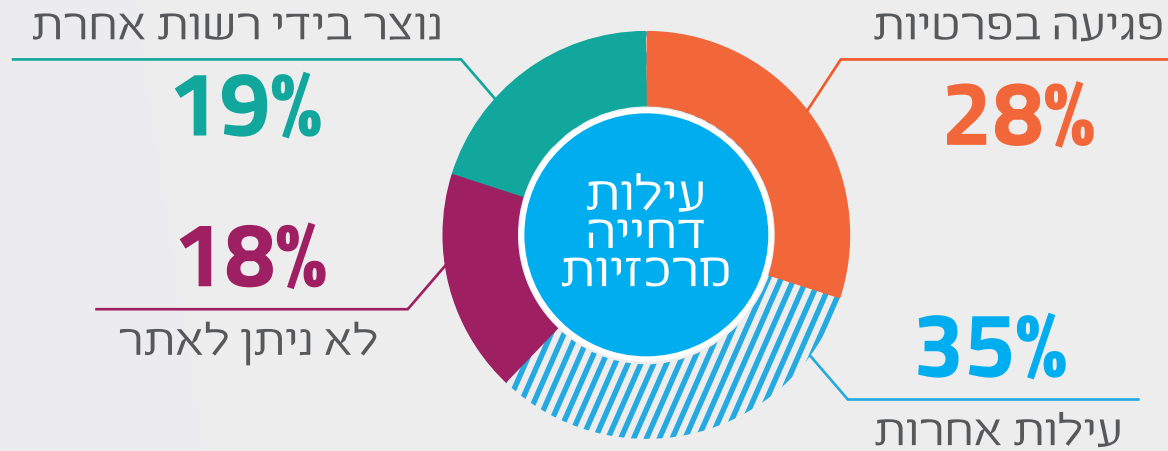 פגיעה בפרטיות
28%
נוצר בידי רשות אחרת
19%
עילות
דחייה
מרכזיות
18%
לא ניתן לאתר
35%
עילות אחרות